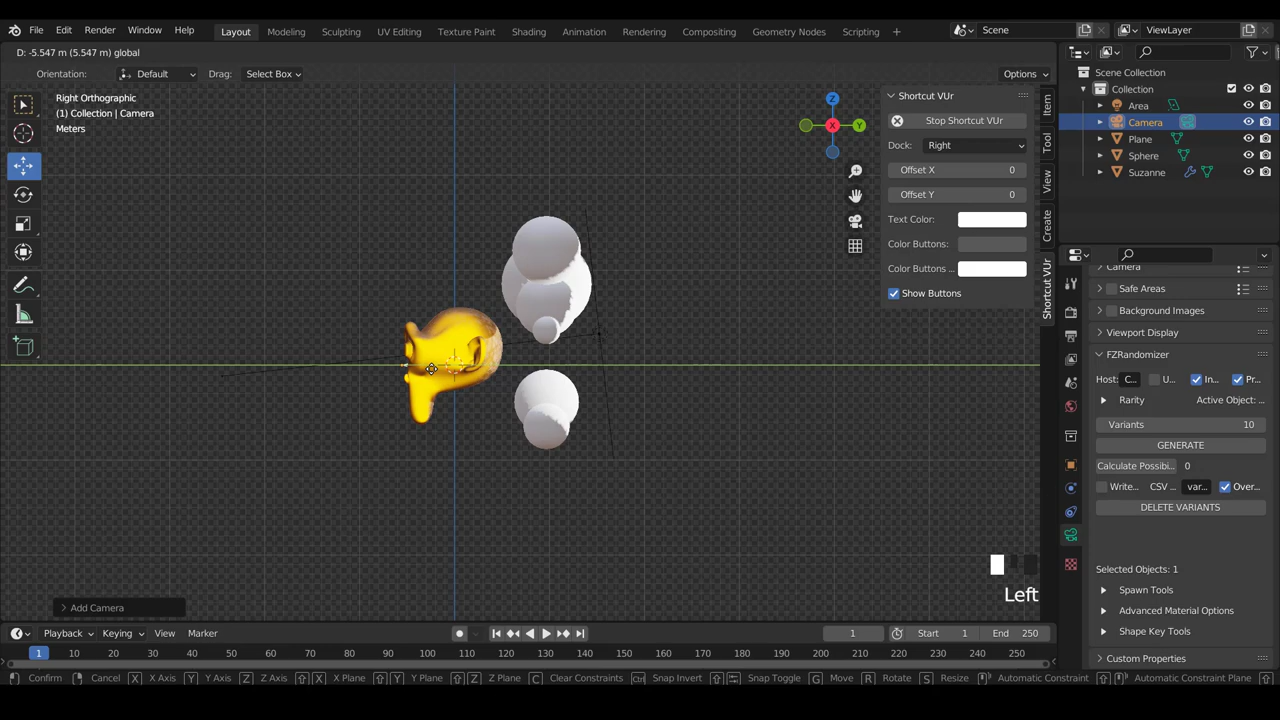 File Edit Render Window Help Layout Modeling Sculpting UV Editing Texture Paint Shading Animation Rendering Compositing Geometry Nodes Scripting + Scene ViewLayer
D: -5.547 m (5.547 m) global
Orientation: Default Drag: Select Box Options
Right Orthographic
(1) Collection | Camera
Meters
Z
X
Y
Shortcut VUr
Stop Shortcut VUr
Dock: Right
Offset X 0
Offset Y 0
Text Color:
Color Buttons:
Color Buttons ...
Show Buttons
Item
Tool
View
Create
Shortcut VUr
Scene Collection
Collection
Area
Camera
Plane
Sphere
Suzanne
Camera
Safe Areas
Background Images
Viewport Display
FZRandomizer
Host: C... U... In... Pr...
Rarity Active Object: ...
Variants 10
GENERATE
Calculate Possibi... 0
Write... CSV ... var... Over...
DELETE VARIANTS
Selected Objects: 1
Spawn Tools
Advanced Material Options
Shape Key Tools
Custom Properties
Left
Add Camera
Playback Keying View Marker 1 Start 1 End 250
1 10 20 30 40 50 60 70 80 90 100 110 120 130 140 150 160 170 180 190 200 210 220 230 240 250
Confirm Cancel X X Axis Y Y Axis Z Z Axis X X Plane Y Y Plane Z Z Plane C Clear Constraints Ctrl Snap Invert Snap Toggle G Move R Rotate S Resize Automatic Constraint Automatic Constraint Plane